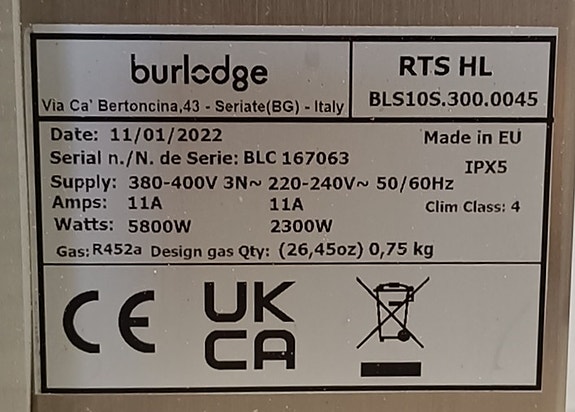 burlodge
Via Ca' Bertoncina,43 - Seriate(BG) - Italy
RTS HL
BLS10S.300.0045
Date: 11/01/2022
Made in EU
Serial n./N. de Serie: BLC 167063
IPX5
Supply: 380-400V 3N~ 220-240V~ 50/60Hz
Amps: 11A 11A
Clim Class: 4
Watts: 5800W 2300W
Gas: R452a Design gas Qty: (26,45oz) 0,75 kg
CE
UK
CA